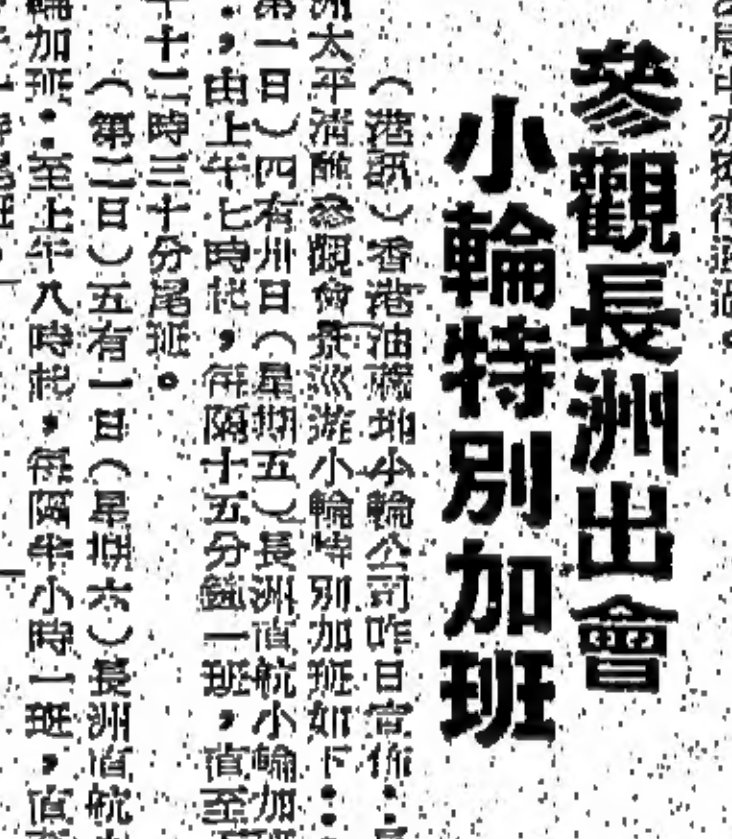 參觀長洲出會
小輪特別加班
（港訊）香港油蔴地小輪公司昨日宣佈：
洲太平清醮參觀會景巡游小輪特別加班如下：
第一日）四月卅日（星期五）長洲直航小輪加班
：，由上午七時起，每隔十五分鐘一班，直至
十二時三十分尾班。
（第二日）五月一日（星期六）長洲直航
輪加班：至上午八時起，每隔半小時一班，直